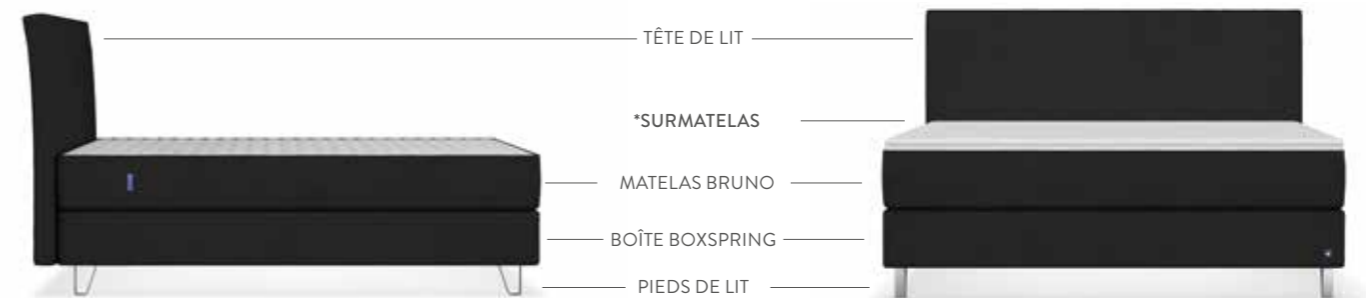 TÊTE DE LIT
*SURMATELAS
MATELAS BRUNO
BOÎTE BOXSPRING
PIEDS DE LIT